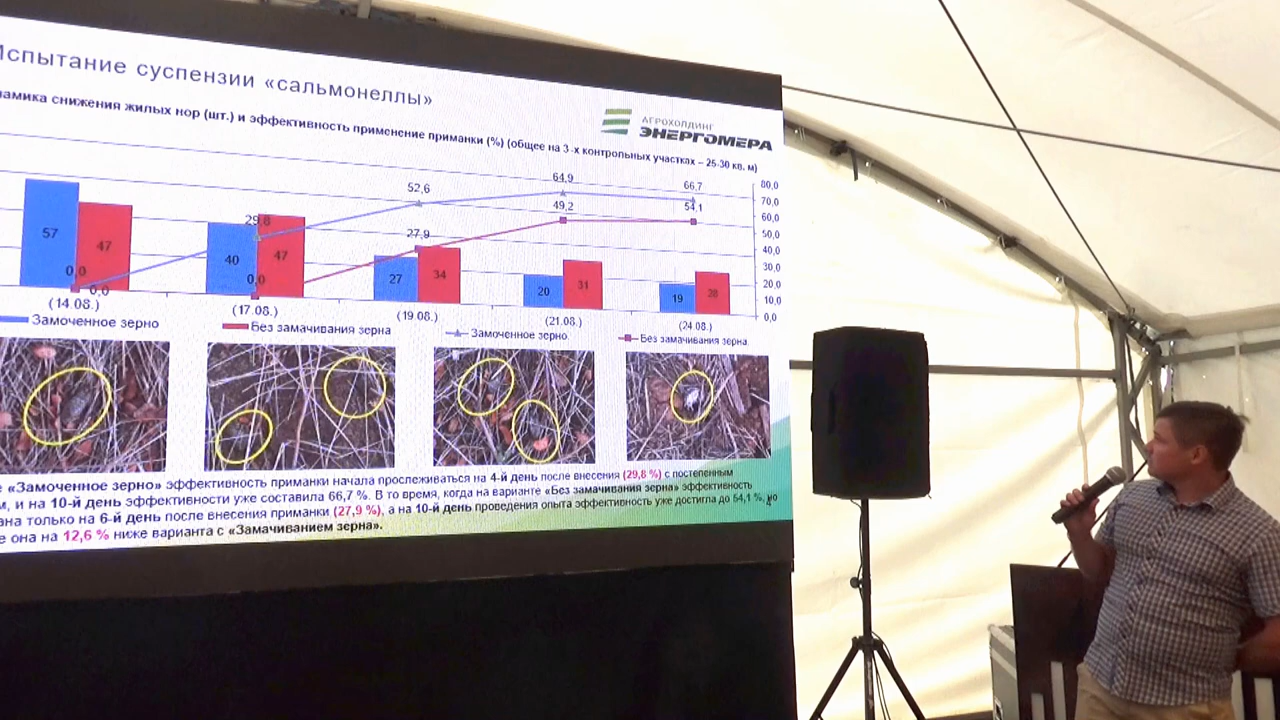 Испытание суспензии «сальмонеллы»
снижения жилых нор (шт.) и эффективность применение приманки (%) (общее на 3-х контрольных участках – 25-30 кв. м)
АГРОХОЛДИНГ
ЭНЕРГОМЕРА
80,0
70,0
60,0
50,0
40,0
30,0
20,0
10,0
0,0
64,9
66,7
52,6
49,2
54,1
29,8
27,9
57
47
40
47
27
34
20
31
19
28
0,0
0,0
0,0
(14.08.)
(17.08.)
(19.08.)
(21.08.)
(24.08.)
Замоченное зерно
Без замачивания зерна
Замоченное зерно.
Без замачивания зерна.
«Замоченное зерно» эффективность приманки начала прослеживаться на 4-й день после внесения (29,8 %) с постепенным
и на 10-й день эффективности уже составила 66,7 %. В то время, когда на варианте «Без замачивания зерна» эффективность
только на 6-й день после внесения приманки (27,9 %), а на 10-й день проведения опыта эффективность уже достигла до 54,1 %, но
она на 12,6 % ниже варианта с «Замачиванием зерна».
4